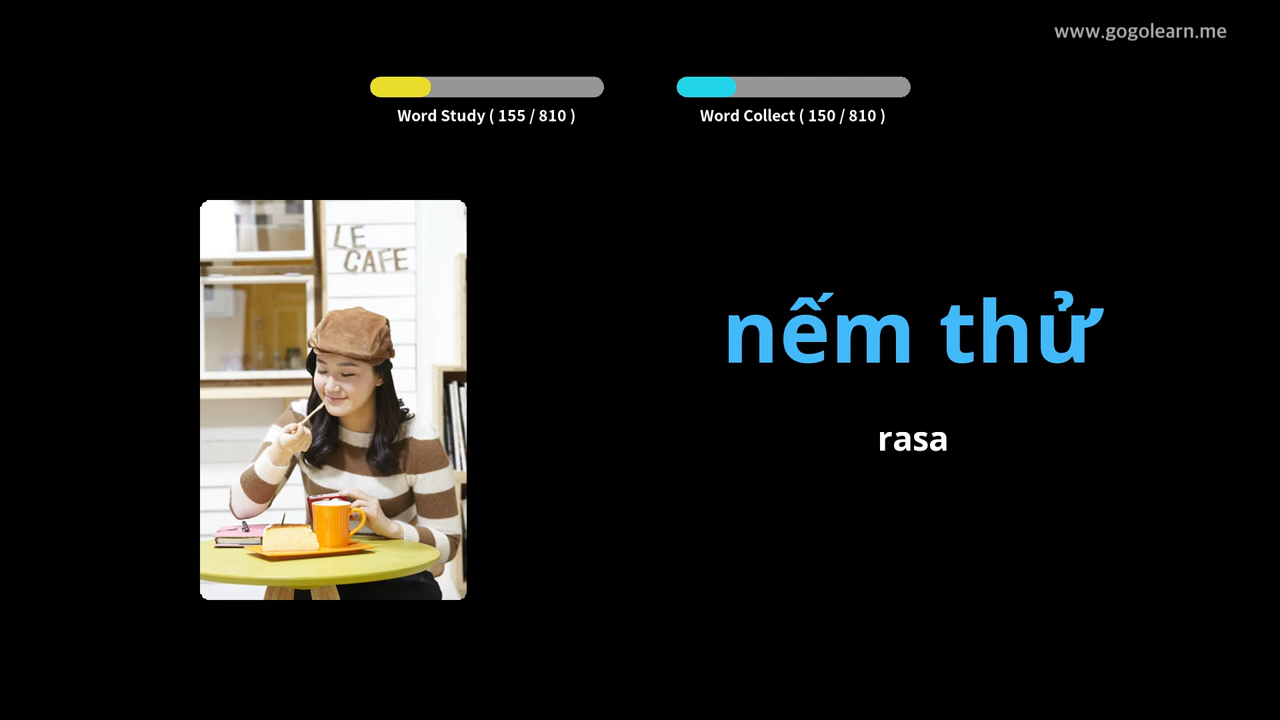 www.gogolearn.me
Word Study ( 155 / 810 )
Word Collect ( 150 / 810 )
LE
CAFE
nếm thử
rasa